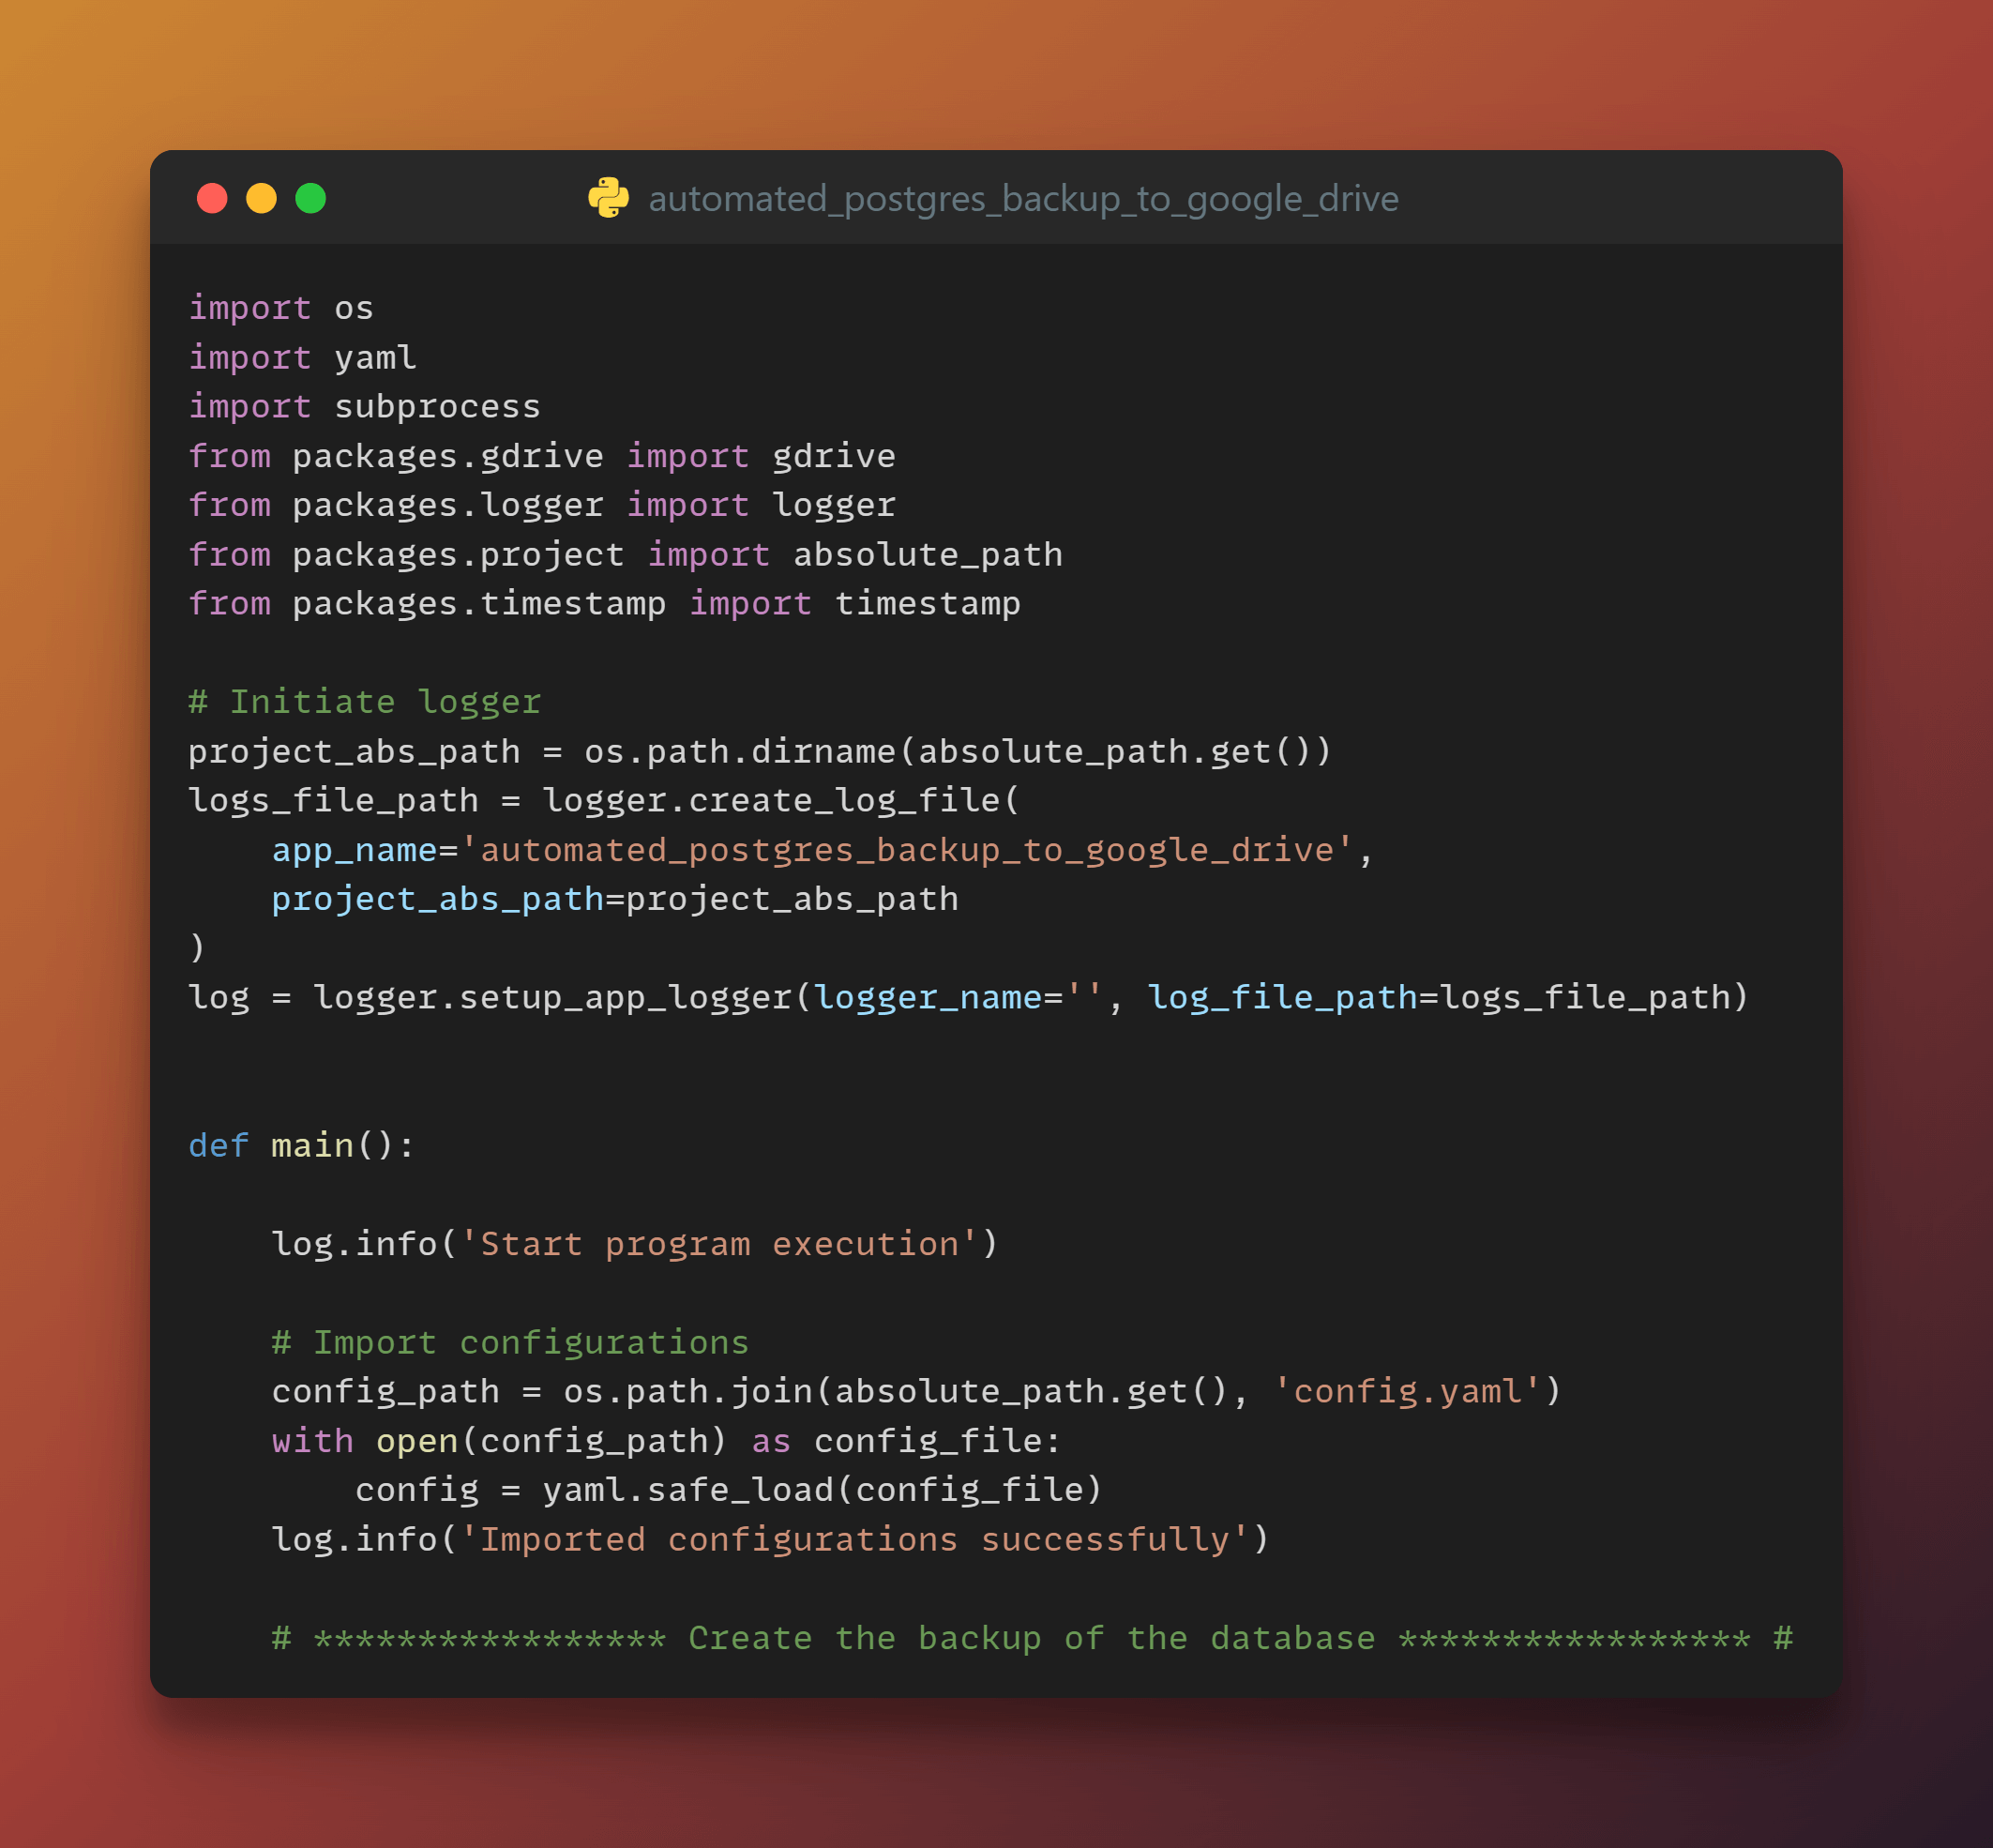 automated_postgres_backup_to_google_drive
import os
import yaml
import subprocess
from packages.gdrive import gdrive
from packages.logger import logger
from packages.project import absolute_path
from packages.timestamp import timestamp
# Initiate logger
project_abs_path = os.path.dirname(absolute_path.get())
logs_file_path = logger.create_log_file(
    app_name='automated_postgres_backup_to_google_drive',
    project_abs_path=project_abs_path
)
log = logger.setup_app_logger(logger_name='', log_file_path=logs_file_path)
def main():
    log.info('Start program execution')
    # Import configurations
    config_path = os.path.join(absolute_path.get(), 'config.yaml')
    with open(config_path) as config_file:
        config = yaml.safe_load(config_file)
    log.info('Imported configurations successfully')
    # ***************** Create the backup of the database ***************** #